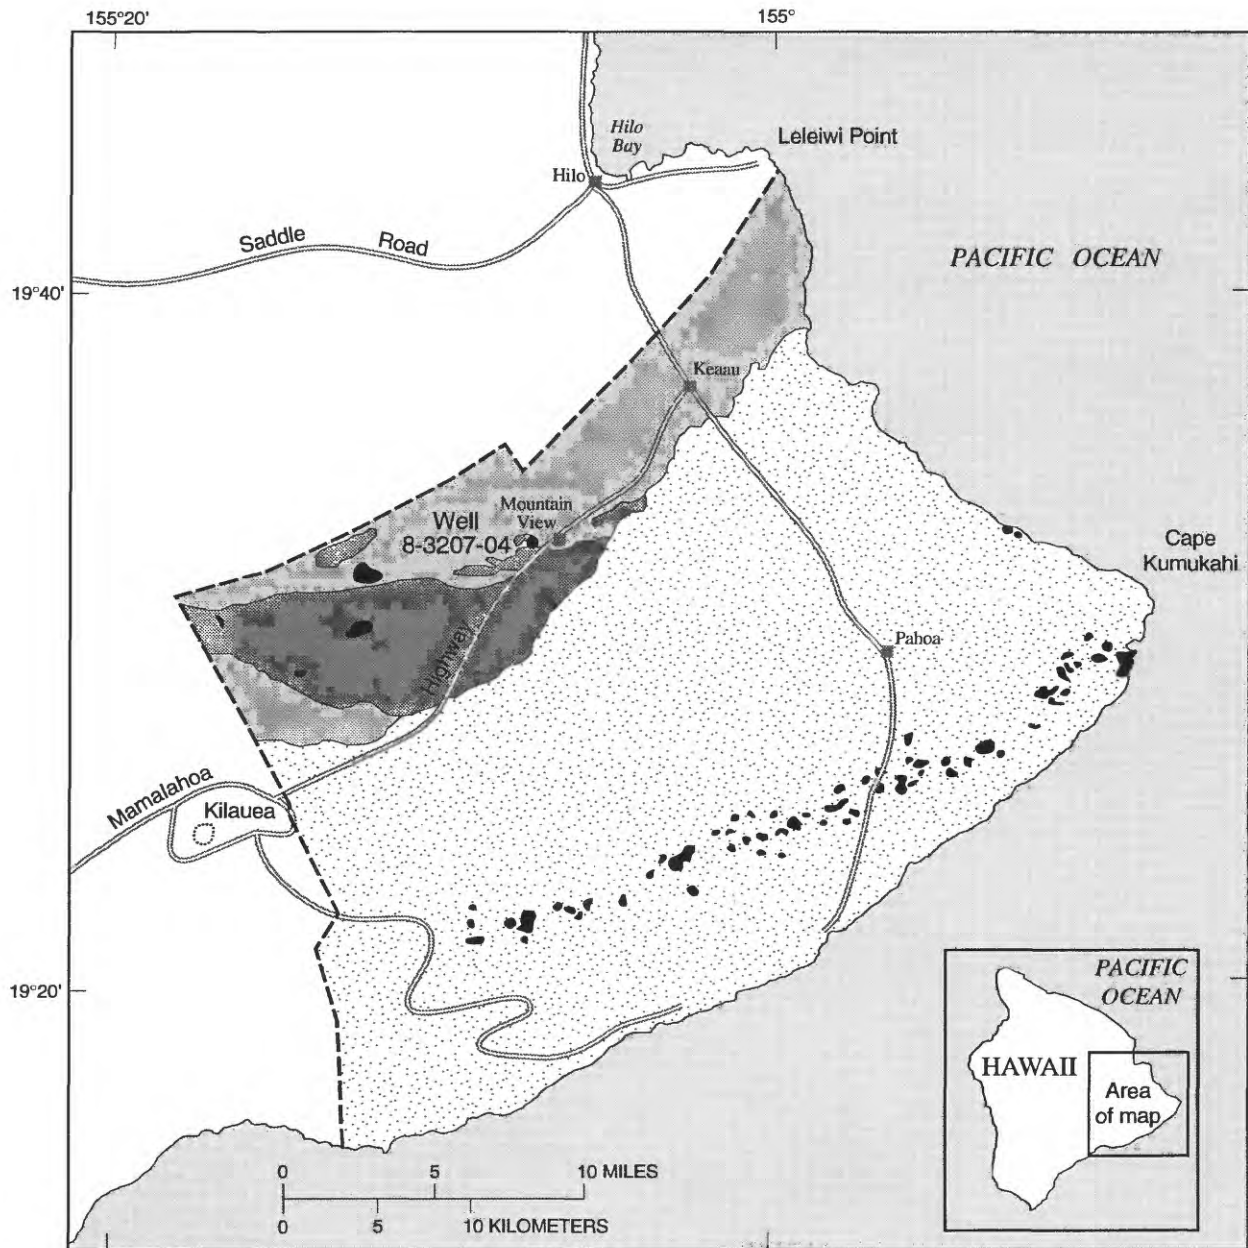 155°20'
155°
Hilo
Bay
Leleiwi Point
Hilo
Saddle Road
PACIFIC OCEAN
19°40'
Keaau
Mountain
View
Well
8-3207-04
Cape
Kumukahi
Highway
Pahoa
Mamalahoa
Kilauea
19°20'
PACIFIC
OCEAN
HAWAII
Area
of map
0 5 10 MILES
0 5 10 KILOMETERS